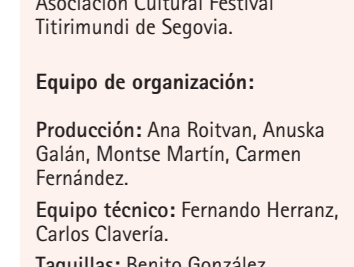 Asociación Cultural Festival
Titirimundi de Segovia.
Equipo de organización:
Producción: Ana Roitvan, Anuska
Galán, Montse Martín, Carmen
Fernández.
Equipo técnico: Fernando Herranz,
Carlos Clavería.
Taquillas: Benito González